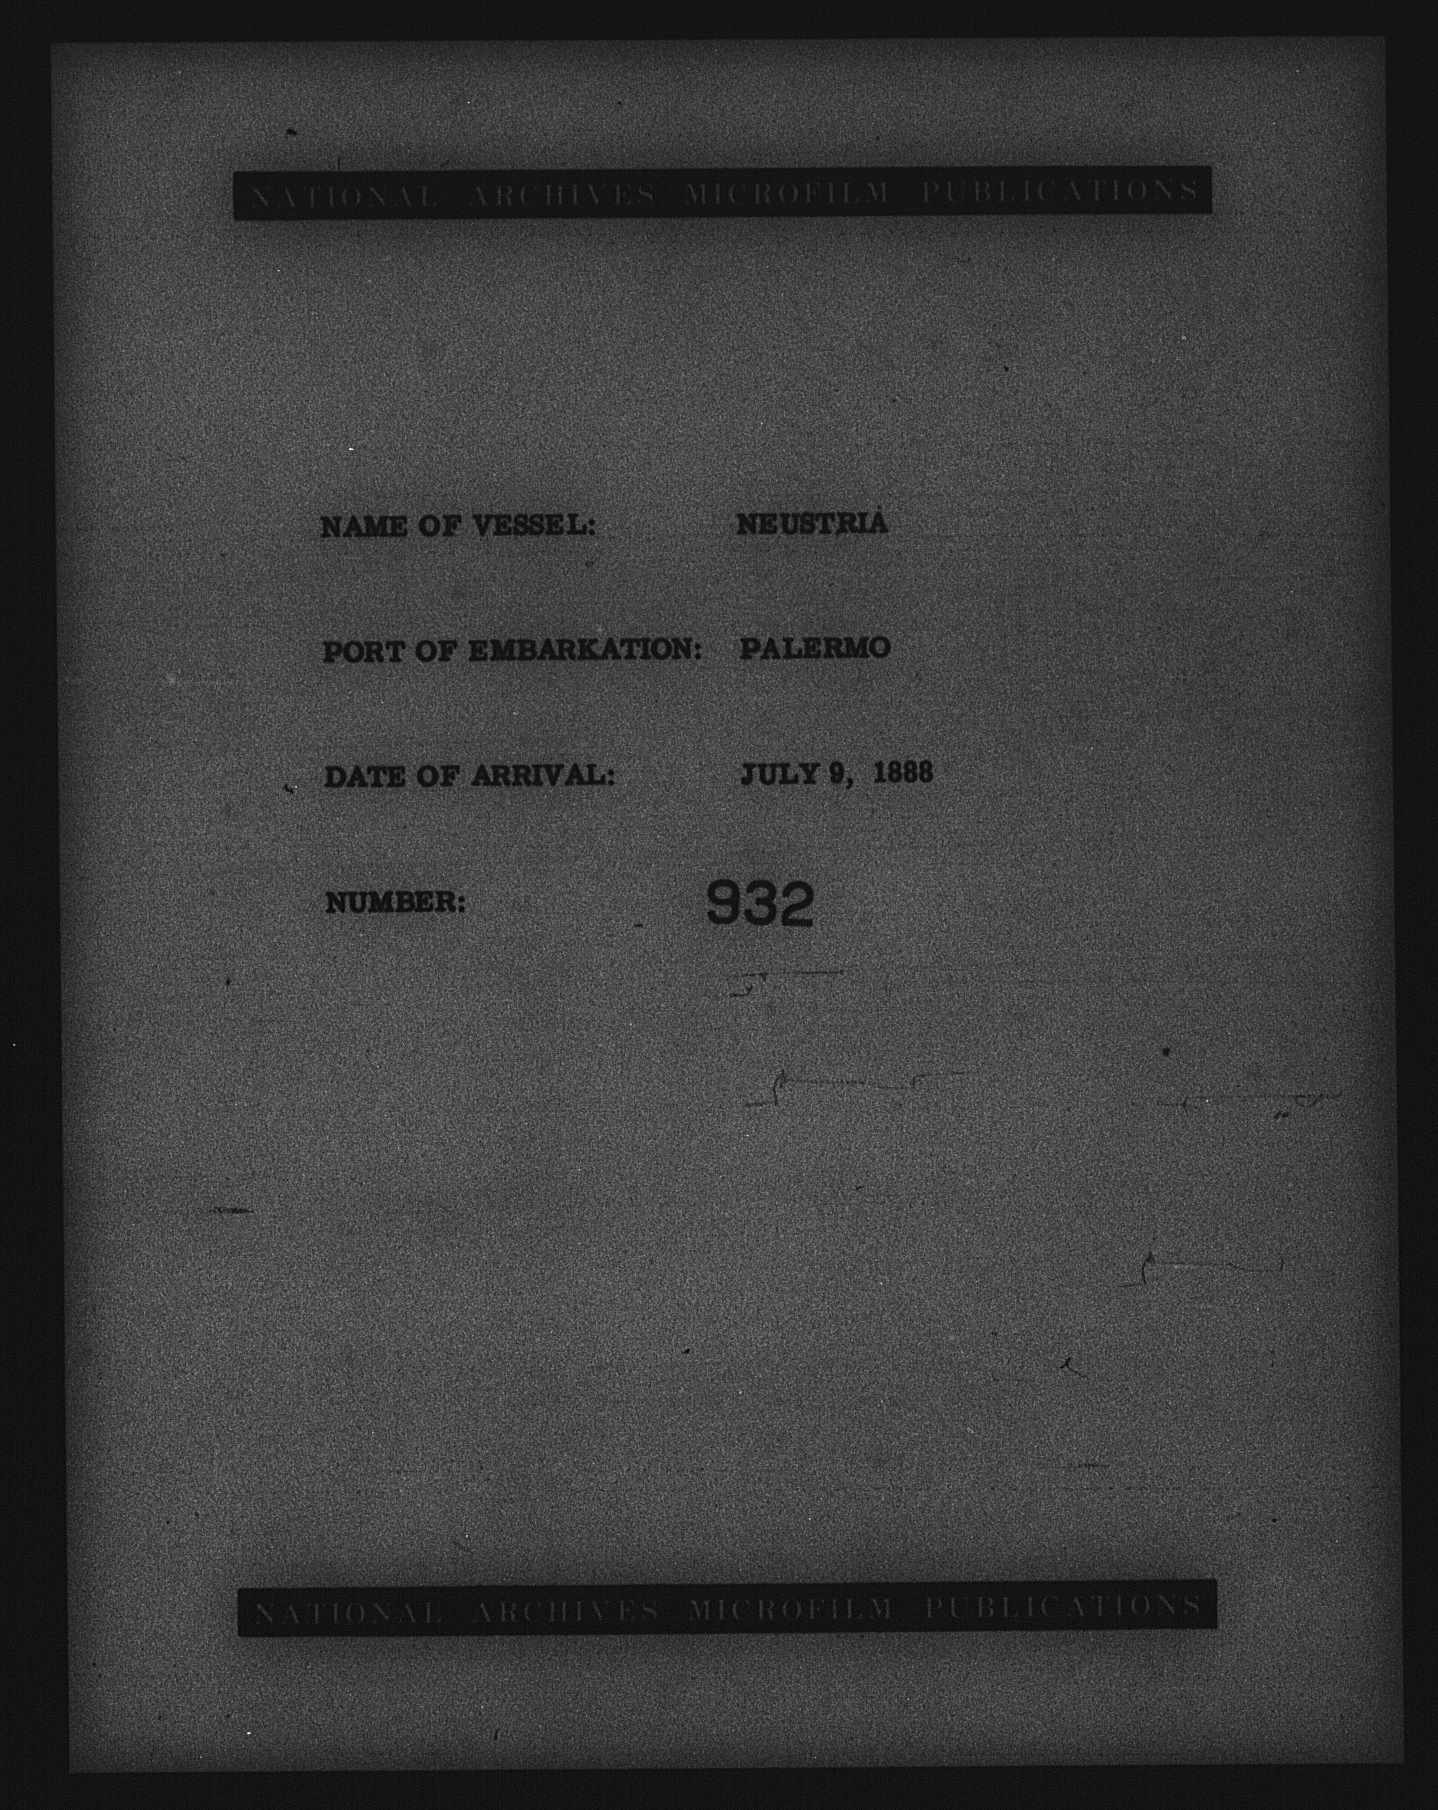 NATIONAL ARCHIVES MICROFILM PUBLICATIONS
NAME OF VESSEL: NEUSTRIA
PORT OF EMBARKATION: PALERMO
DATE OF ARRIVAL: JULY 9, 1888
NUMBER: 932
NATIONAL ARCHIVES MICROFILM PUBLICATIONS